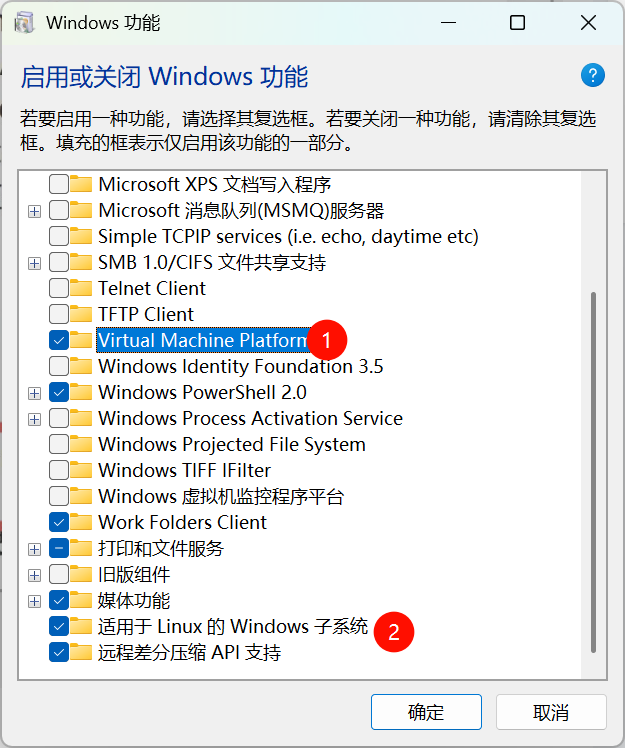 Windows 功能
启用或关闭 Windows 功能
?
若要启用一种功能，请选择其复选框。若要关闭一种功能，请清除其复选
框。填充的框表示仅启用该功能的一部分。
Microsoft XPS 文档写入程序
Microsoft 消息队列(MSMQ)服务器
Simple TCPIP services (i.e. echo, daytime etc)
SMB 1.0/CIFS 文件共享支持
Telnet Client
TFTP Client
Virtual Machine Platform 1
Windows Identity Foundation 3.5
Windows PowerShell 2.0
Windows Process Activation Service
Windows Projected File System
Windows TIFF IFilter
Windows 虚拟机监控程序平台
Work Folders Client
打印和文件服务
旧版组件
媒体功能
适用于 Linux 的 Windows 子系统 2
远程差分压缩 API 支持
确定 取消